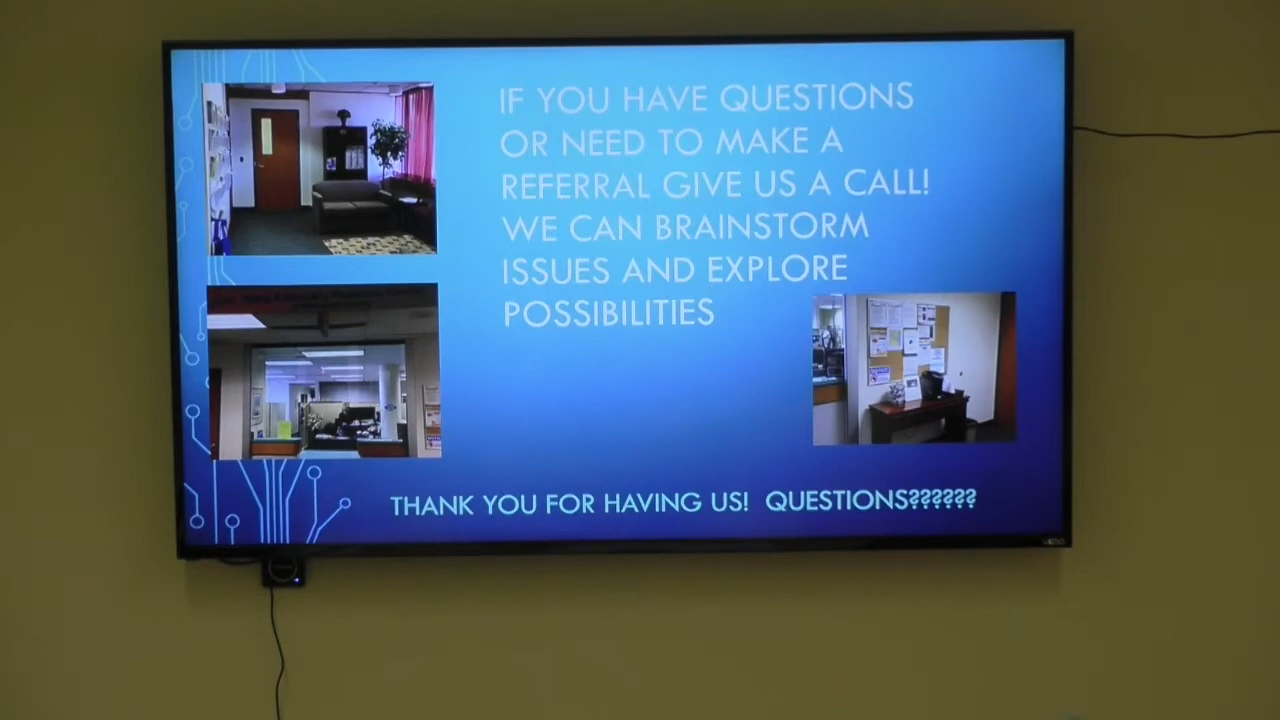 IF YOU HAVE QUESTIONS
OR NEED TO MAKE A
REFERRAL GIVE US A CALL!
WE CAN BRAINSTORM
ISSUES AND EXPLORE
POSSIBILITIES
THANK YOU FOR HAVING US!  QUESTIONS??????